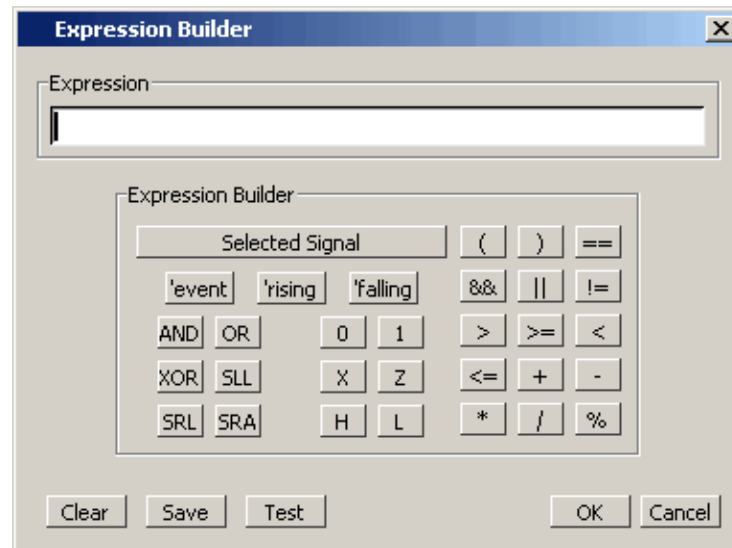 Expression Builder
Expression
Expression Builder
Selected Signal ( ) ==
'event 'rising 'falling && || !=
AND OR 0 1 > >= <
XOR SLL X Z <= + -
SRL SRA H L * / %
Clear Save Test OK Cancel